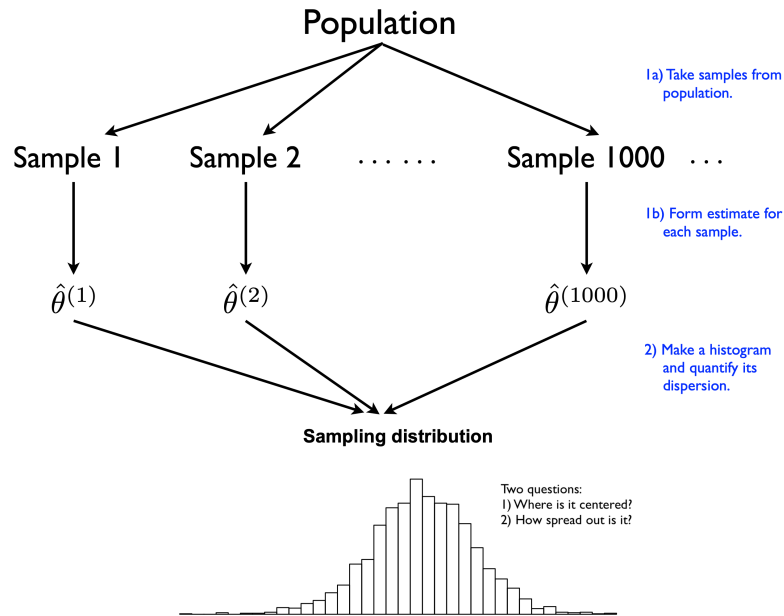 Population
1a) Take samples from
population.
Sample 1 Sample 2 . . . . . . Sample 1000 . . .
1b) Form estimate for
each sample.
θ̂(1) θ̂(2) θ̂(1000)
2) Make a histogram
and quantify its
dispersion.
Sampling distribution
Two questions:
1) Where is it centered?
2) How spread out is it?